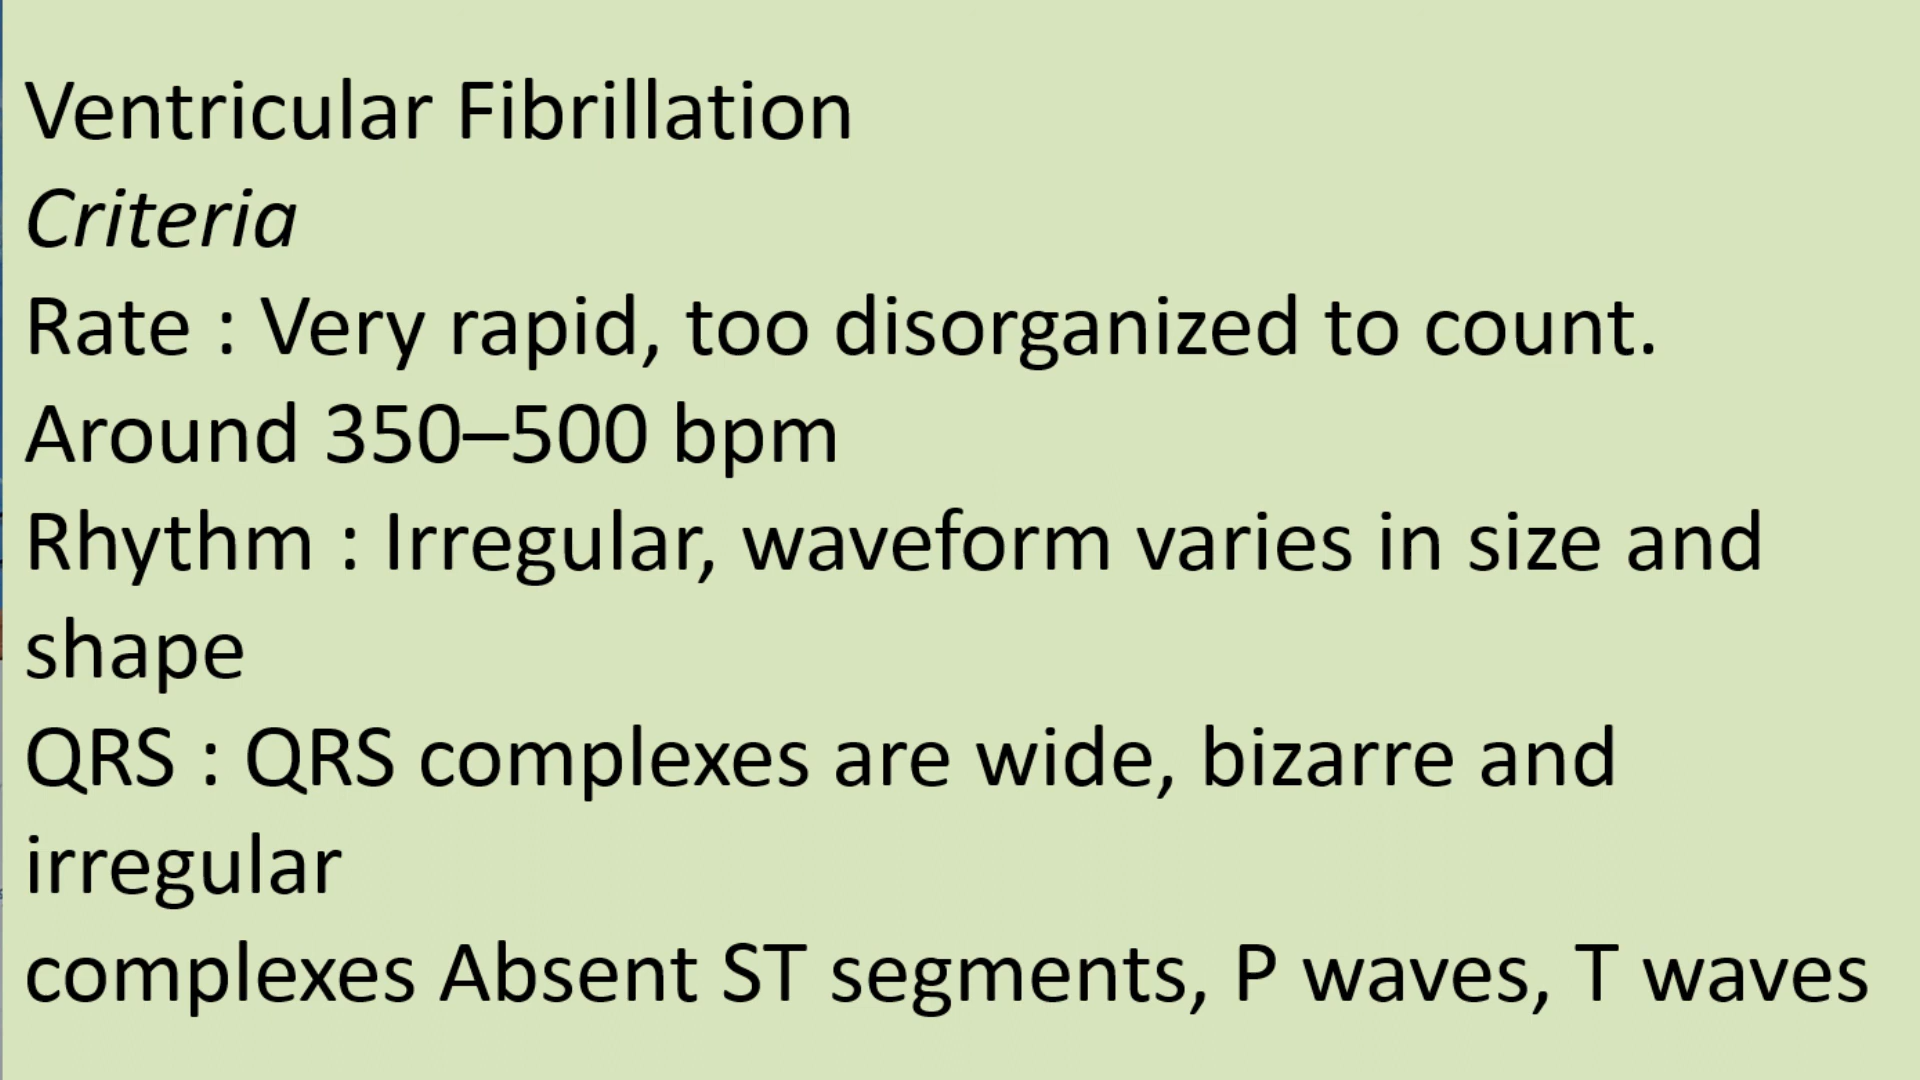 Ventricular Fibrillation
Criteria
Rate : Very rapid, too disorganized to count.
Around 350–500 bpm
Rhythm : Irregular, waveform varies in size and
shape
QRS : QRS complexes are wide, bizarre and
irregular
complexes Absent ST segments, P waves, T waves